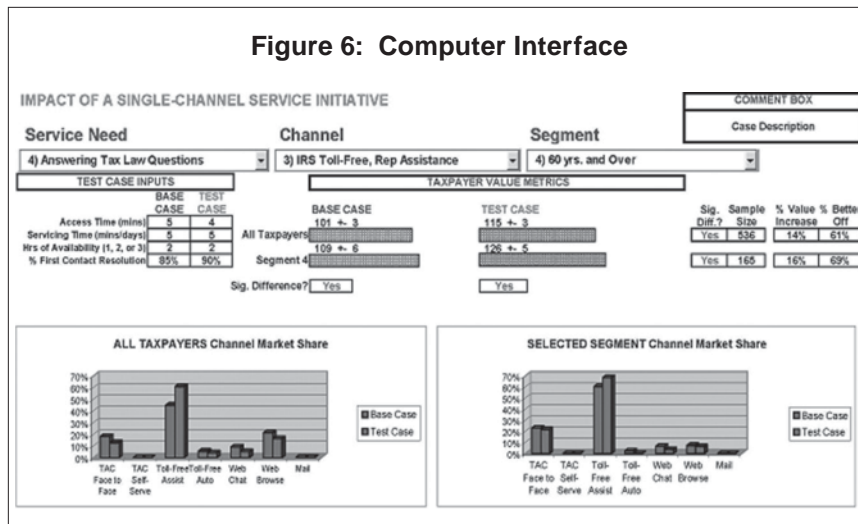 Figure 6: Computer Interface
IMPACT OF A SINGLE-CHANNEL SERVICE INITIATIVE
COMMENT BOX
Case Description
Service Need Channel Segment
4) Answering Tax Law Questions 3) IRS Toll-Free, Rep Assistance 4) 60 yrs. and Over
TEST CASE INPUTS TAXPAYER VALUE METRICS
BASE CASE TEST CASE
Access Time (mins) 5 4
Servicing Time (mins/days) 5 5
Hrs of Availability (1, 2, or 3) 2 2
% First Contact Resolution 85% 90%
BASE CASE TEST CASE Sig. Diff.? Sample Size % Value Increase % Better Off
101 +- 3 115 +- 3
All Taxpayers Yes 536 14% 61%
109 +- 6 126 +- 5
Segment 4 Yes 165 16% 69%
Sig. Difference? Yes Yes
ALL TAXPAYERS Channel Market Share
70%
60%
50%
40%
30%
20%
10%
0%
TAC Face to Face TAC Self-Serve Toll-Free Assist Toll-Free Auto Web Chat Web Browse Mail
Base Case
Test Case
SELECTED SEGMENT Channel Market Share
70%
60%
50%
40%
30%
20%
10%
0%
TAC Face to Face TAC Self-Serve Toll-Free Assist Toll-Free Auto Web Chat Web Browse Mail
Base Case
Test Case